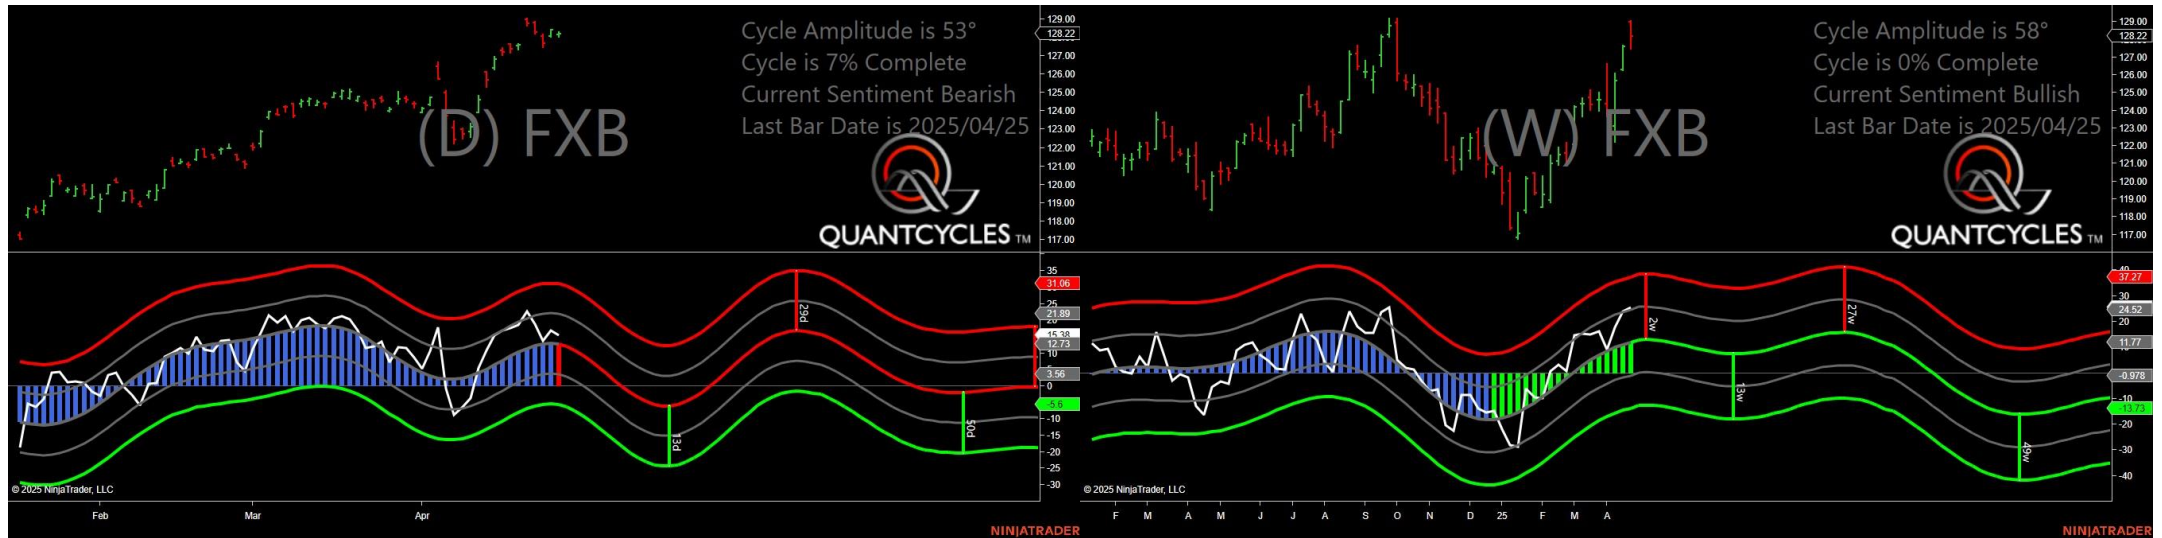 Cycle Amplitude is 53°
Cycle is 7% Complete
Current Sentiment Bearish
Last Bar Date is 2025/04/25
(D) FXB
QUANTCYCLES TM
129.00
128.22
127.00
126.00
125.00
124.00
123.00
122.00
121.00
120.00
119.00
118.00
117.00
35
31.06
25
21.89
15.38
12.73
10
3.56
0
-5.6
-10
-15
-20
-25
-30
13d
29d
50d
© 2025 NinjaTrader, LLC
Feb Mar Apr
NINJATRADER
Cycle Amplitude is 58°
Cycle is 0% Complete
Current Sentiment Bullish
Last Bar Date is 2025/04/25
(W) FXB
QUANTCYCLES TM
129.00
128.22
127.00
126.00
125.00
124.00
123.00
122.00
121.00
120.00
119.00
118.00
117.00
40
37.27
30
24.52
20
11.77
-0.978
-10
-13.73
-20
-30
-40
2w
13w
27w
49w
© 2025 NinjaTrader, LLC
F M A M J J A S O N D 25 F M A
NINJATRADER